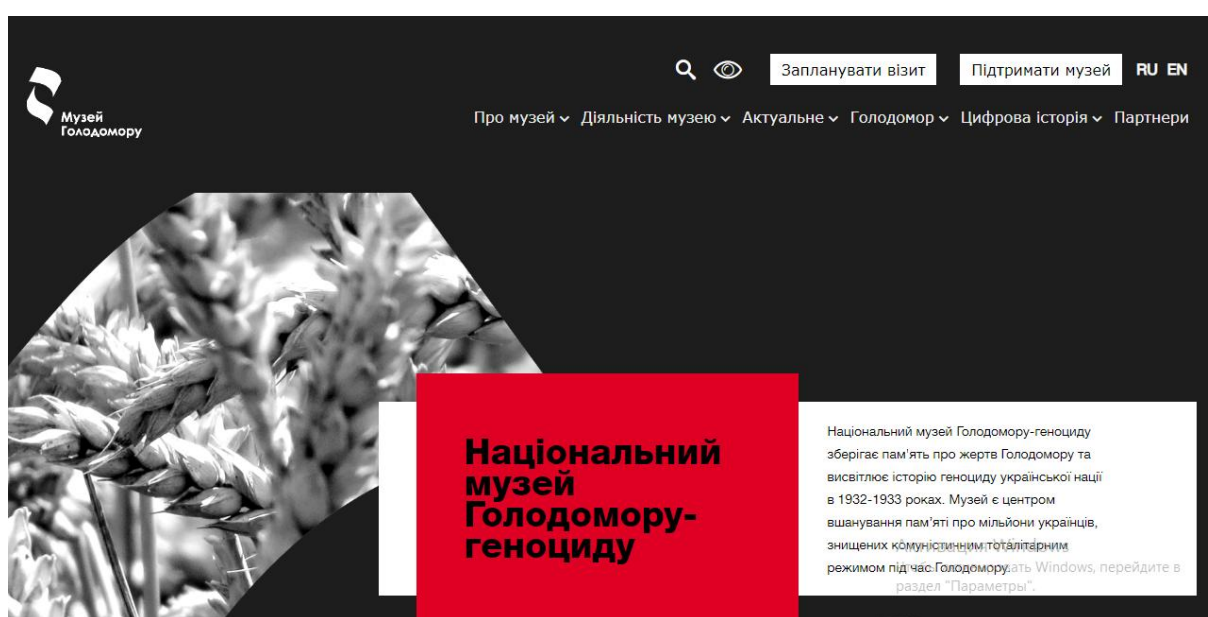 Запланувати візит
Підтримати музей
RU EN
Музей
Голодомору
Про музей Діяльність музею Актуальне Голодомор Цифрова історія Партнери
Національний
музей
Голодомору-
геноциду
Національний музей Голодомору-геноциду
зберігає пам'ять про жертв Голодомору та
висвітлює історію геноциду української нації
в 1932-1933 роках. Музей є центром
вшанування пам'яті про мільйони українців,
знищених комуністичним тоталітарним
режимом під час Голодомору.
Windows, перейдите в
раздел "Параметры".